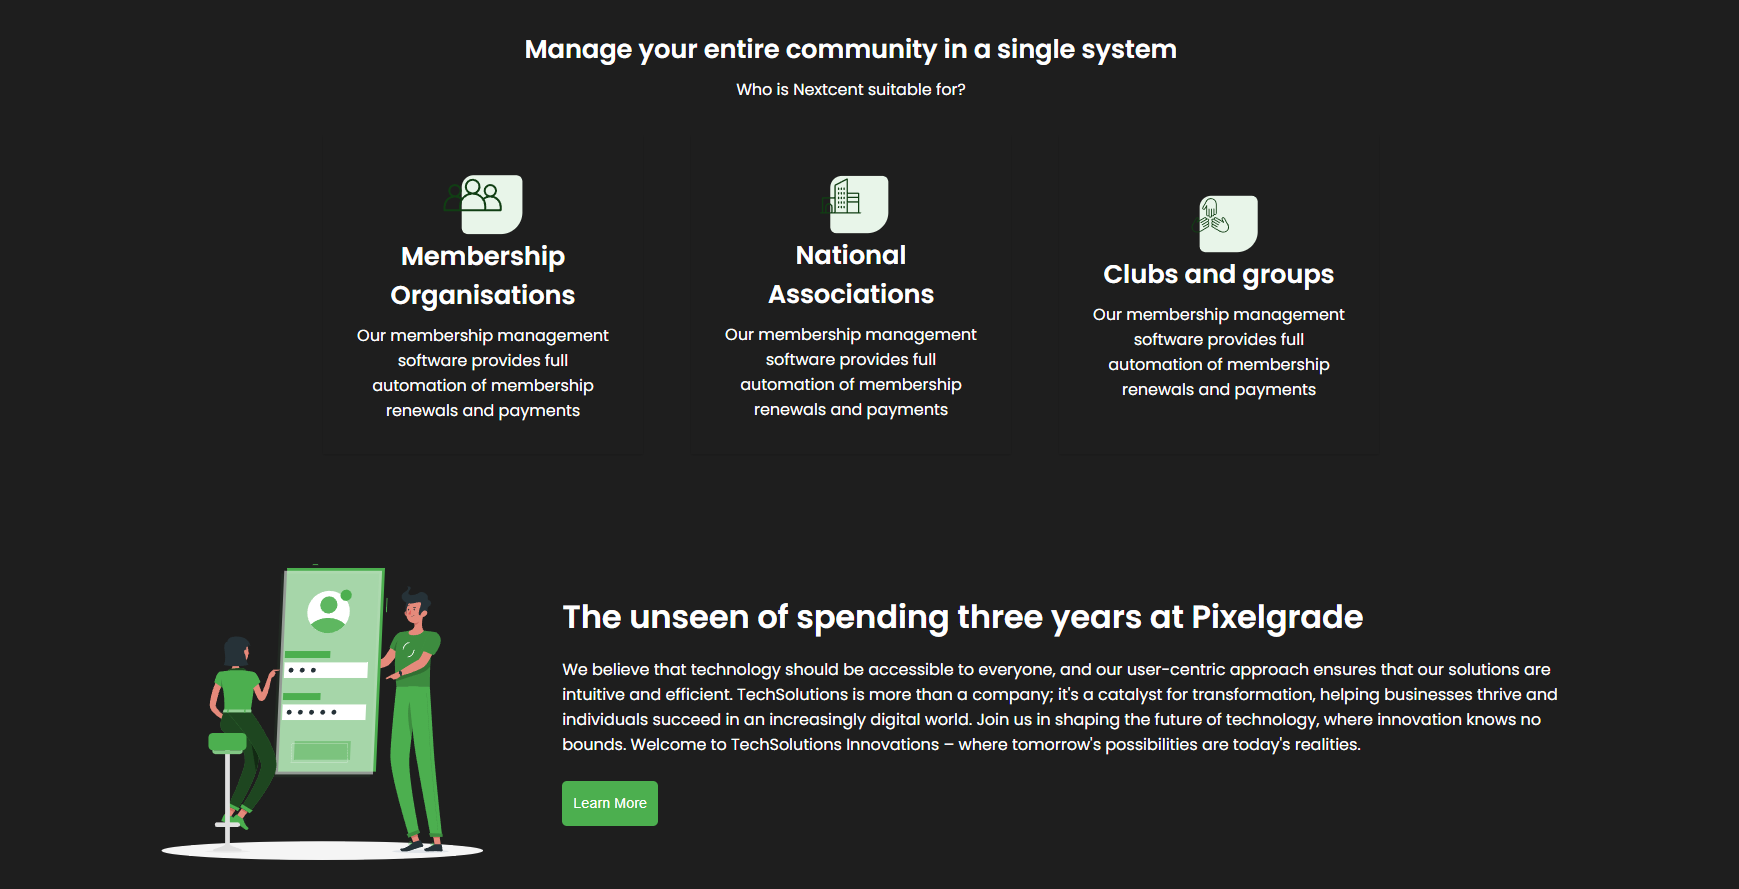 Manage your entire community in a single system
Who is Nextcent suitable for?
Membership
Organisations
Our membership management
software provides full
automation of membership
renewals and payments
National
Associations
Our membership management
software provides full
automation of membership
renewals and payments
Clubs and groups
Our membership management
software provides full
automation of membership
renewals and payments
The unseen of spending three years at Pixelgrade
We believe that technology should be accessible to everyone, and our user-centric approach ensures that our solutions are
intuitive and efficient. TechSolutions is more than a company; it's a catalyst for transformation, helping businesses thrive and
individuals succeed in an increasingly digital world. Join us in shaping the future of technology, where innovation knows no
bounds. Welcome to TechSolutions Innovations – where tomorrow's possibilities are today's realities.
Learn More